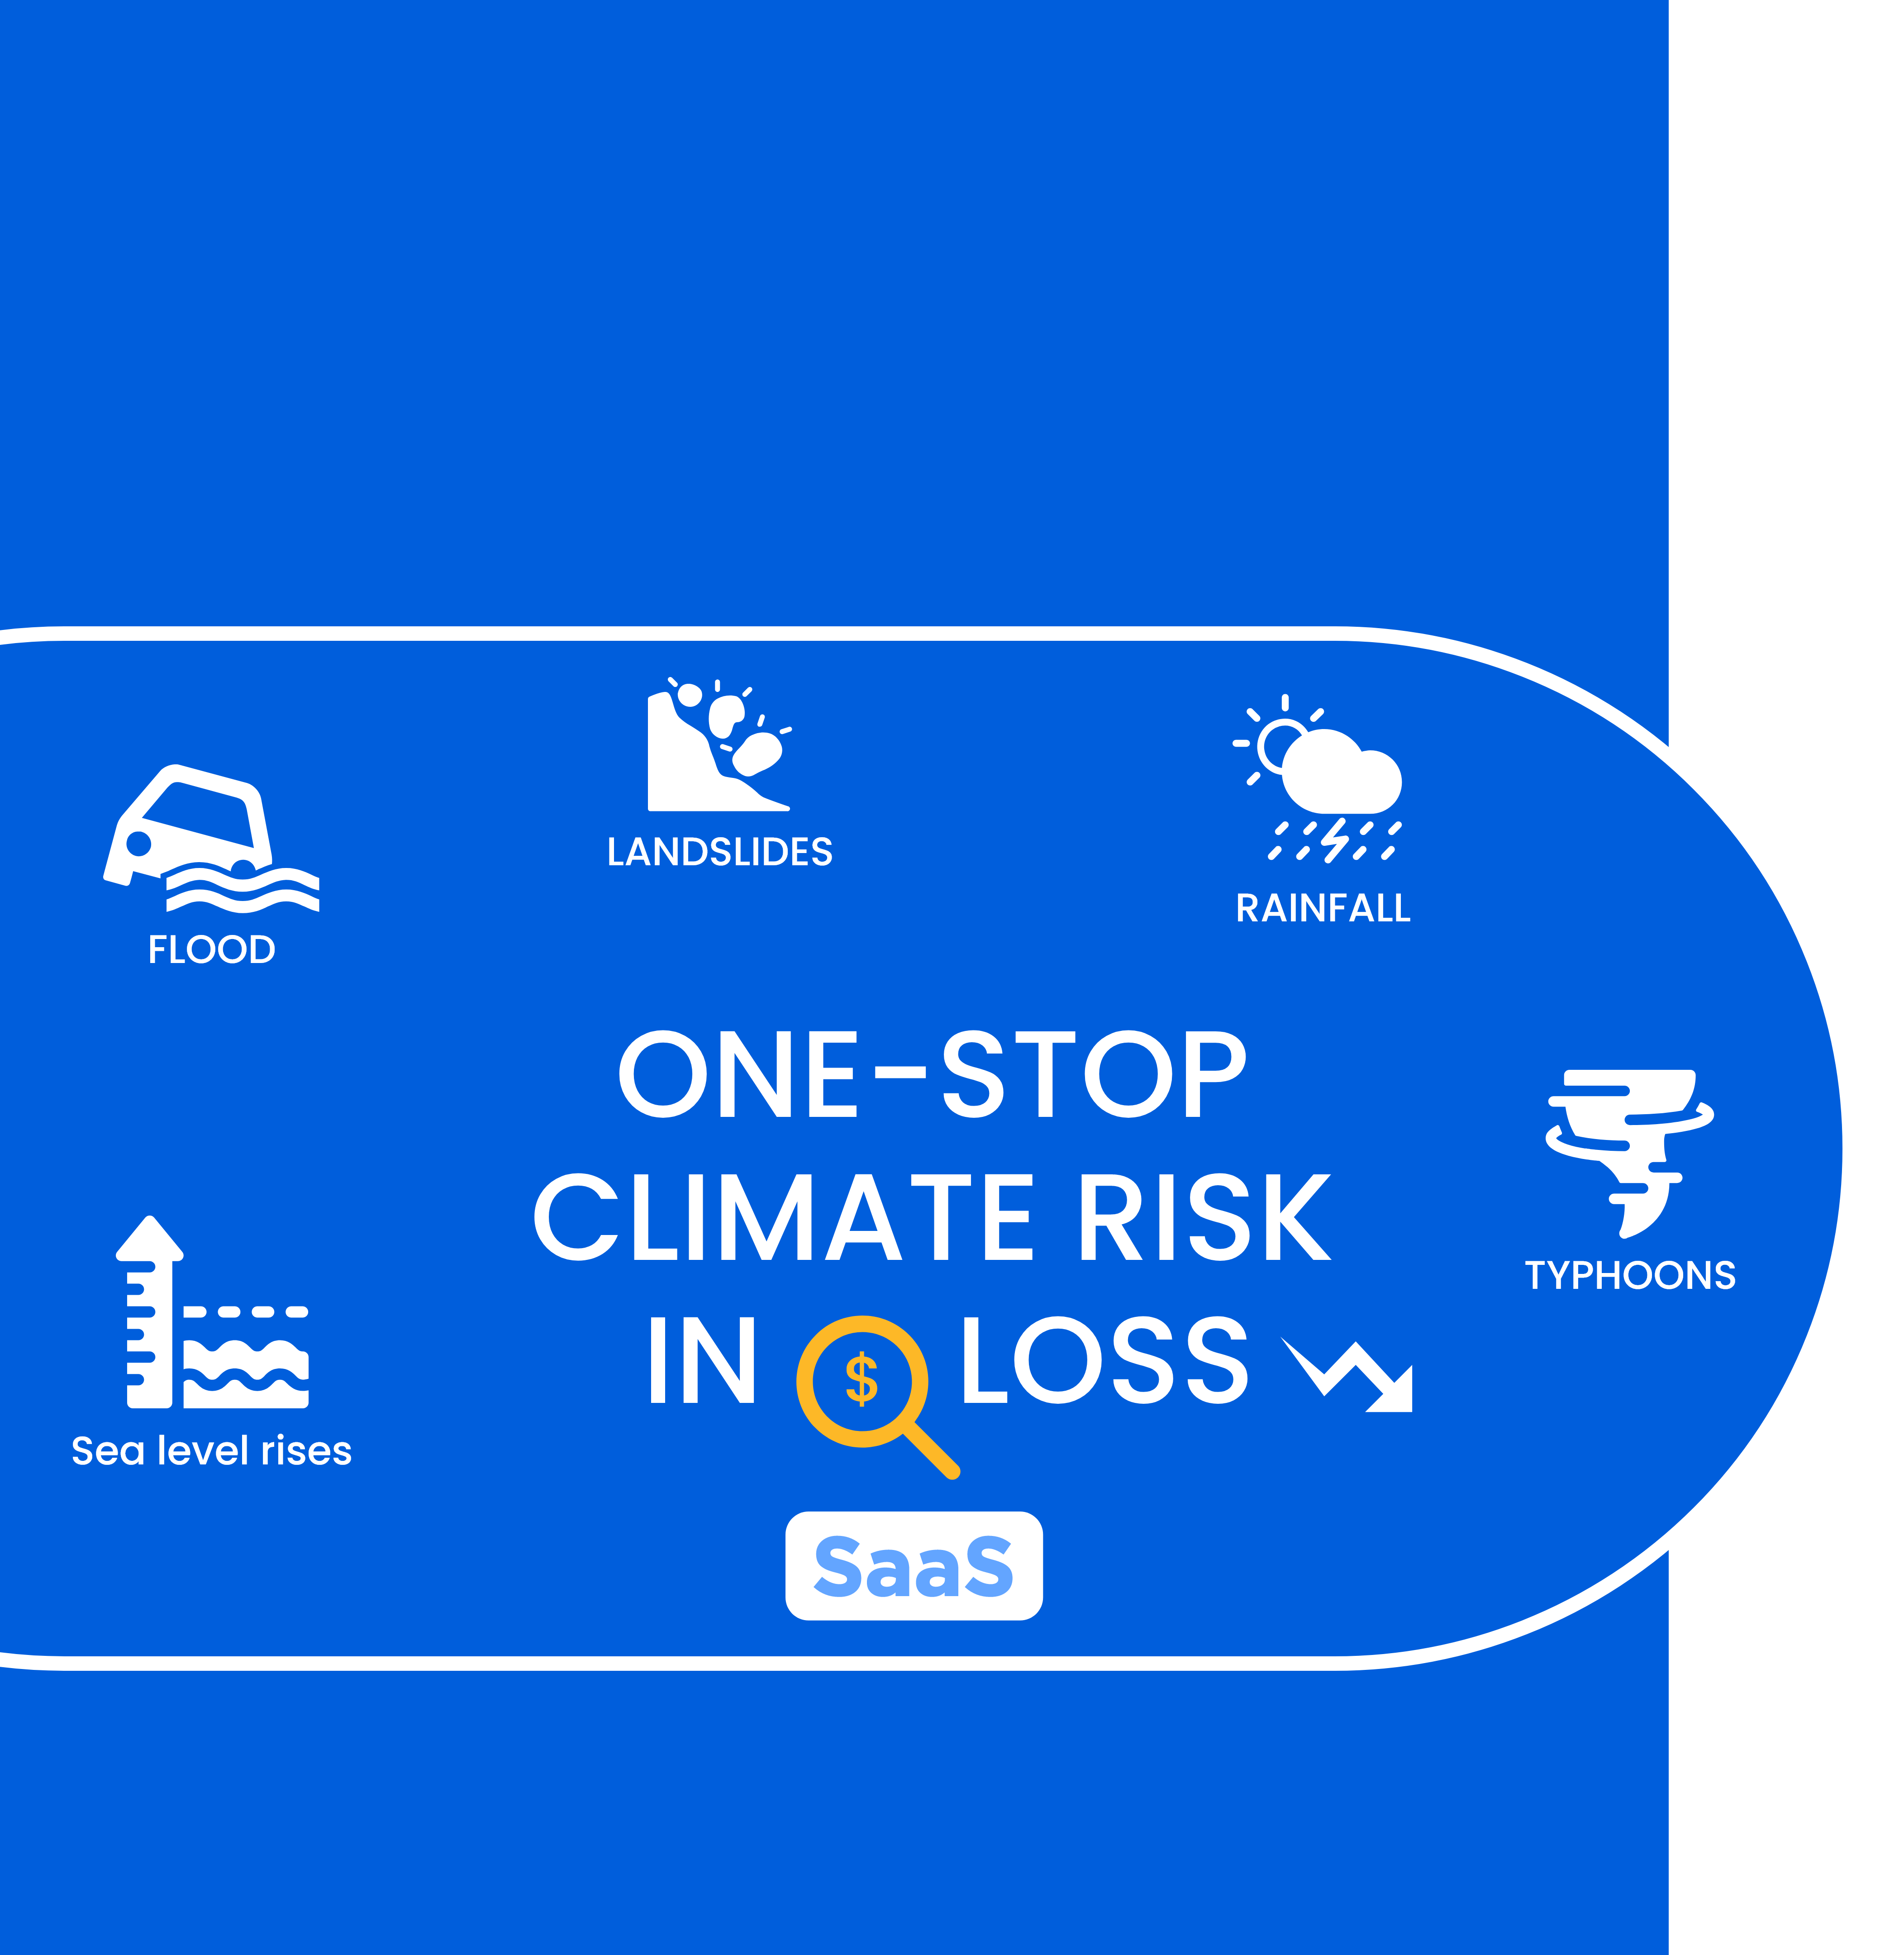 LANDSLIDES
RAINFALL
FLOOD
ONE-STOP
CLIMATE RISK
IN $ LOSS
TYPHOONS
Sea level rises
SaaS